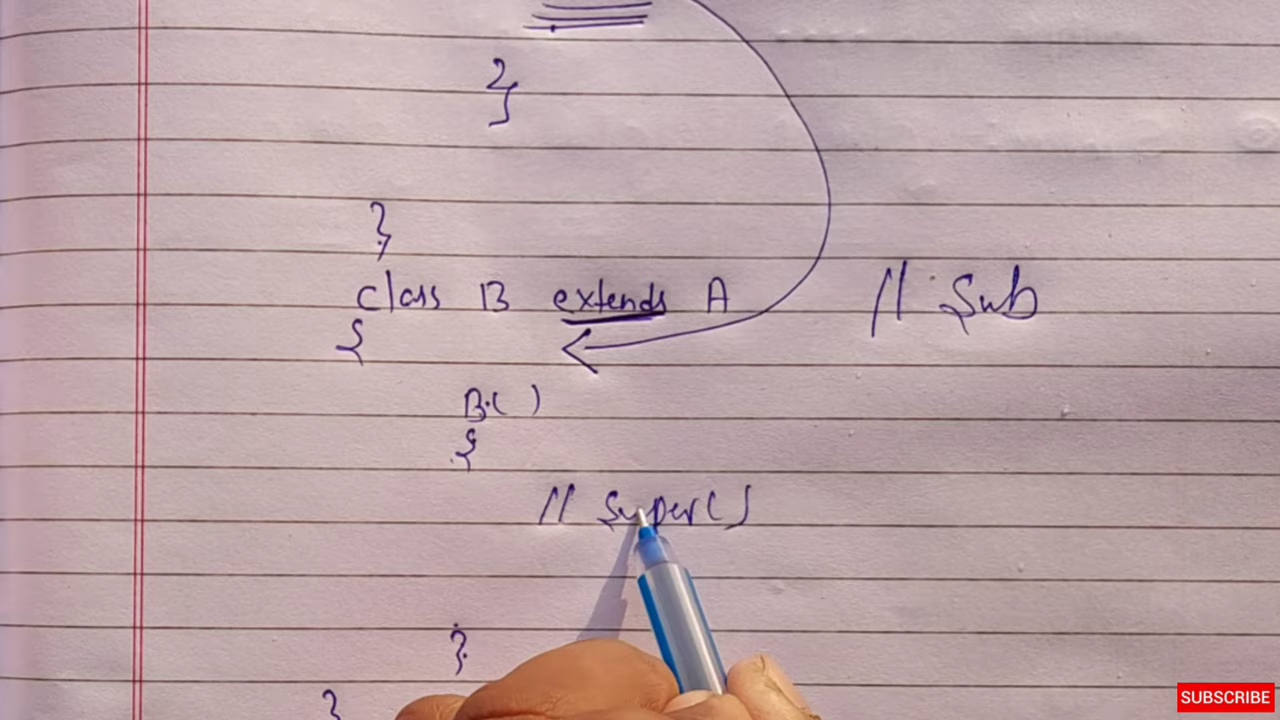 }
}
class B extends A // Sub
{
B()
{
// Super()
}
}
SUBSCRIBE